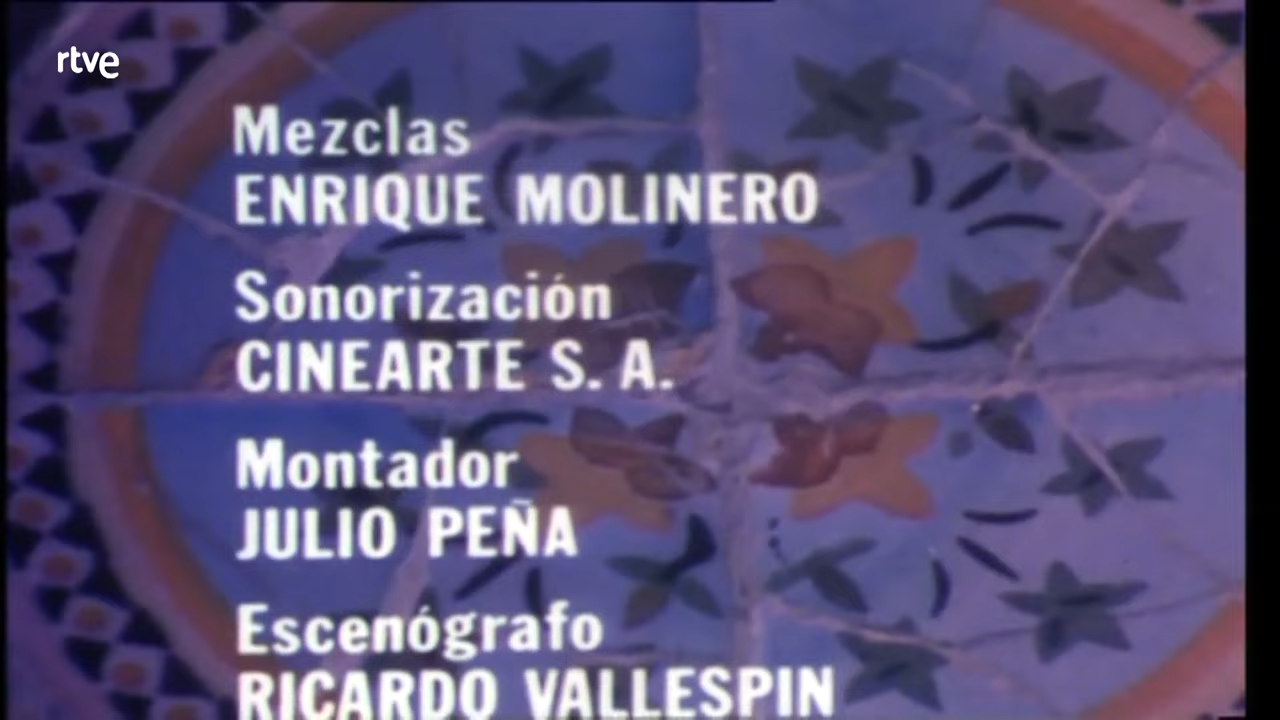 rtve
Mezclas
ENRIQUE MOLINERO
Sonorización
CINEARTE S. A.
Montador
JULIO PEÑA
Escenógrafo
RICARDO VALLESPIN